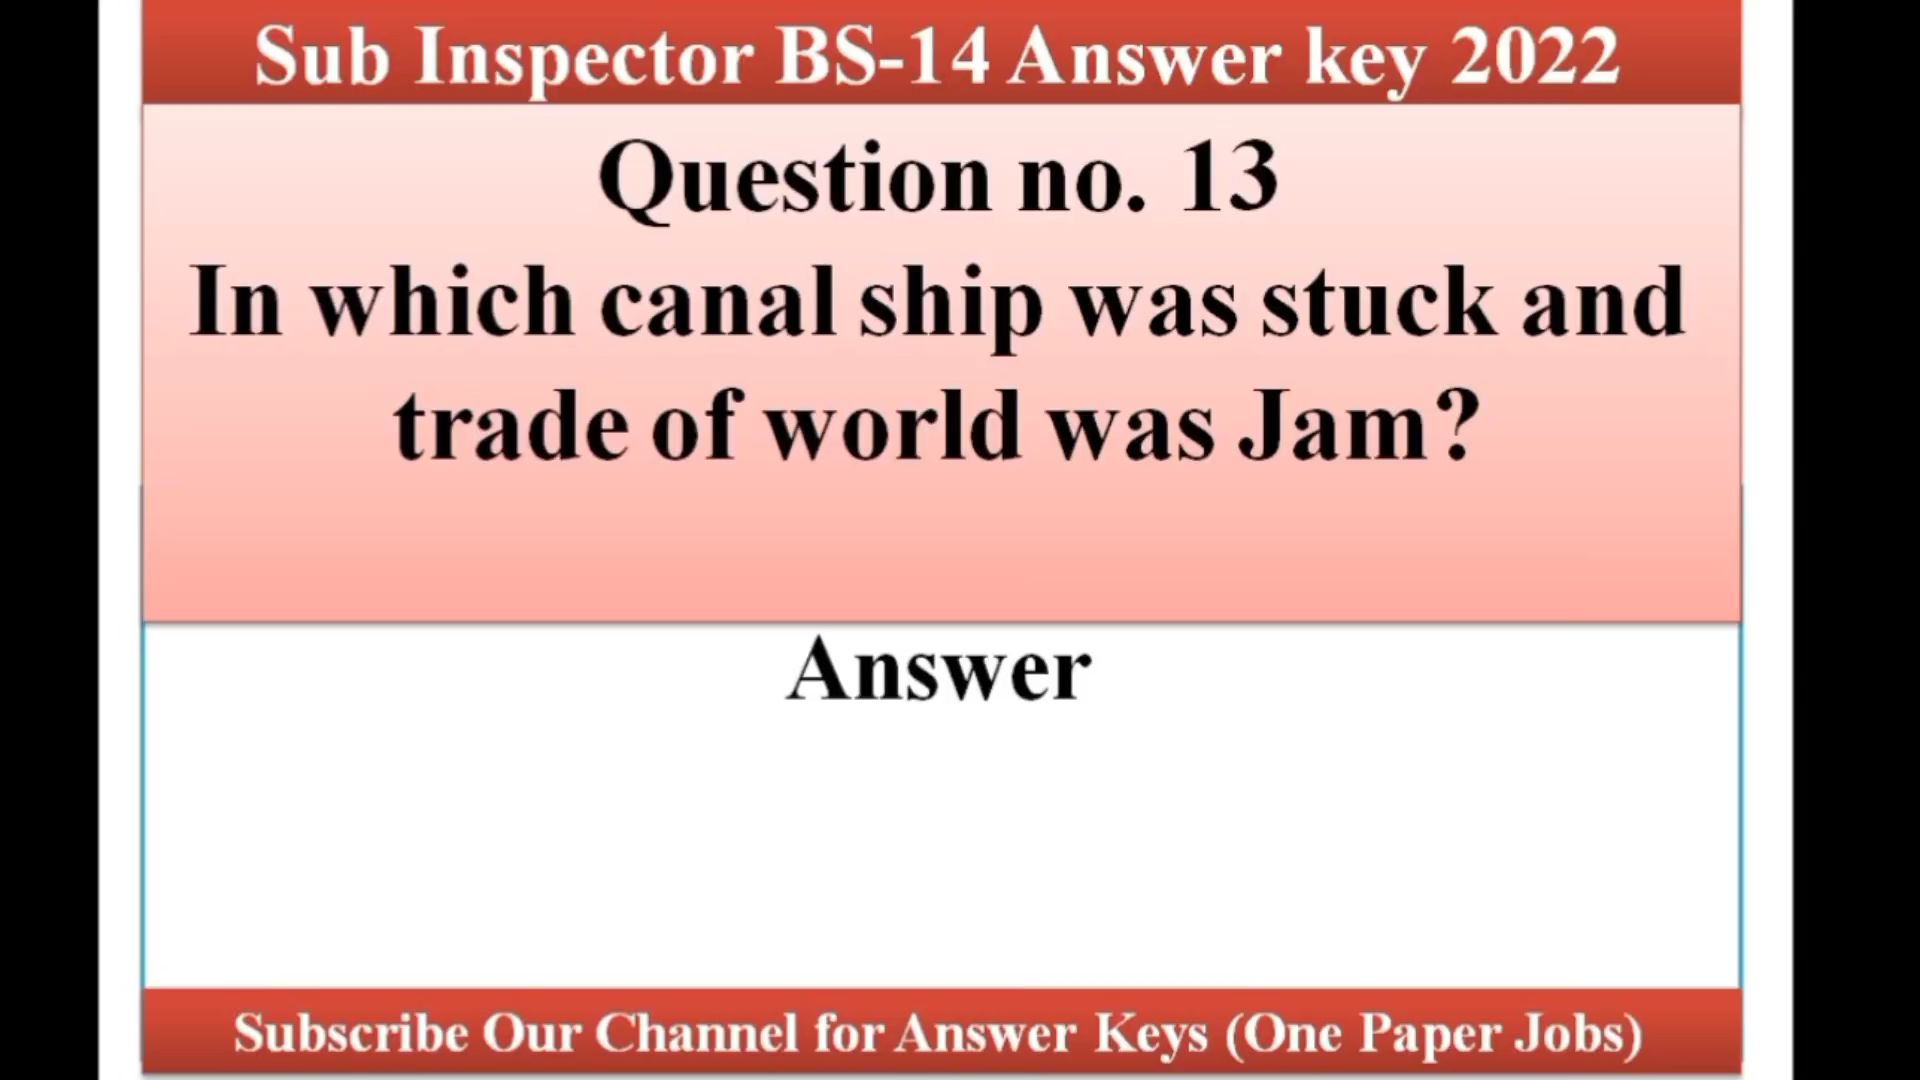 Sub Inspector BS-14 Answer key 2022
Question no. 13
In which canal ship was stuck and
trade of world was Jam?
Answer
Subscribe Our Channel for Answer Keys (One Paper Jobs)